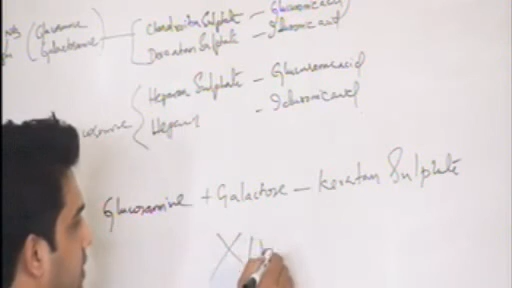 Glucosamine Chondroitin Sulphate - Glucuronic acid
Galactosamine Dermatan Sulphate - Iduronic acid
Heparan Sulphate - Glucuronic acid
Heparin - Iduronic acid
Glucosamine + Galactose - Keratan Sulphate
X